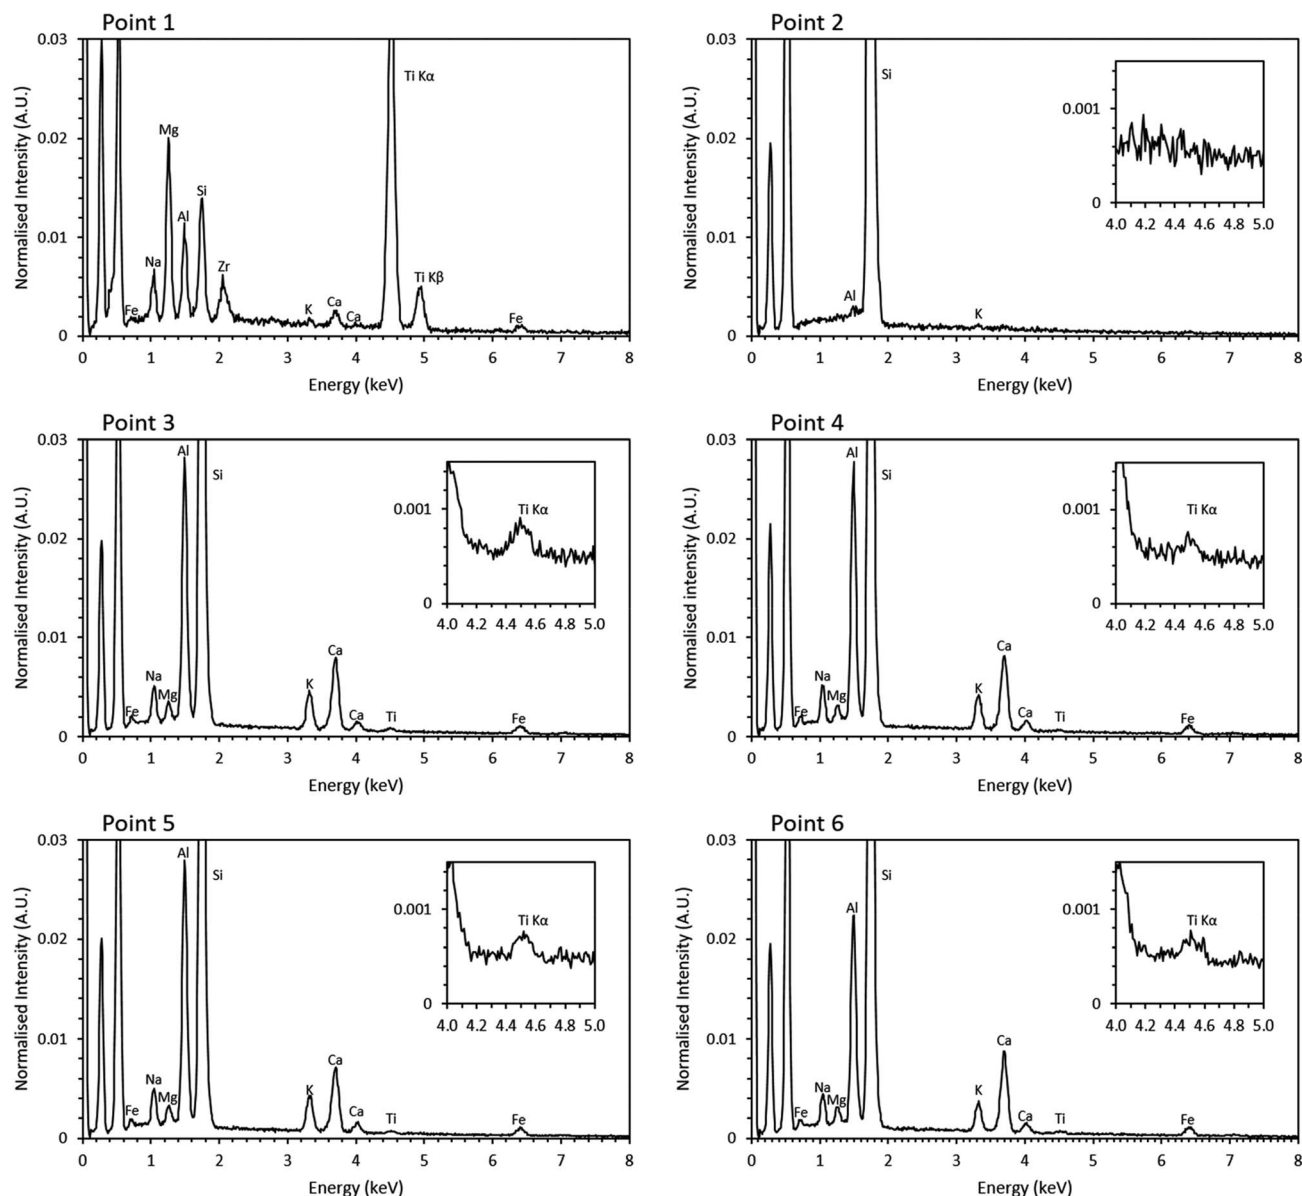 Point 1
Normalised Intensity (A.U.)
0.03
0.02
0.01
0
Fe
Na
Mg
Al
Si
Zr
K
Ca
Ca
Ti Kα
Ti Kβ
Fe
0 1 2 3 4 5 6 7 8
Energy (keV)
Point 2
Normalised Intensity (A.U.)
0.03
0.02
0.01
0
Al
Si
K
0.001
0
4.0 4.2 4.4 4.6 4.8 5.0
0 1 2 3 4 5 6 7 8
Energy (keV)
Point 3
Normalised Intensity (A.U.)
0.03
0.02
0.01
0
Fe
Na
Mg
Al
Si
K
Ca
Ca
Ti
Fe
0.001
0
Ti Kα
4.0 4.2 4.4 4.6 4.8 5.0
0 1 2 3 4 5 6 7 8
Energy (keV)
Point 4
Normalised intensity (A.U.)
0.03
0.02
0.01
0
Fe
Na
Mg
Al
Si
K
Ca
Ca
Ti
Fe
0.001
0
Ti Kα
4.0 4.2 4.4 4.6 4.8 5.0
0 1 2 3 4 5 6 7 8
Energy (keV)
Point 5
Normalised Intensity (A.U.)
0.03
0.02
0.01
0
Fe
Na
Mg
Al
Si
K
Ca
Ca
Ti
Fe
0.001
0
Ti Kα
4.0 4.2 4.4 4.6 4.8 5.0
0 1 2 3 4 5 6 7 8
Energy (keV)
Point 6
Normalised Intensity (A.U.)
0.03
0.02
0.01
0
Fe
Na
Mg
Al
Si
K
Ca
Ca
Ti
Fe
0.001
0
Ti Kα
4.0 4.2 4.4 4.6 4.8 5.0
0 1 2 3 4 5 6 7 8
Energy (keV)